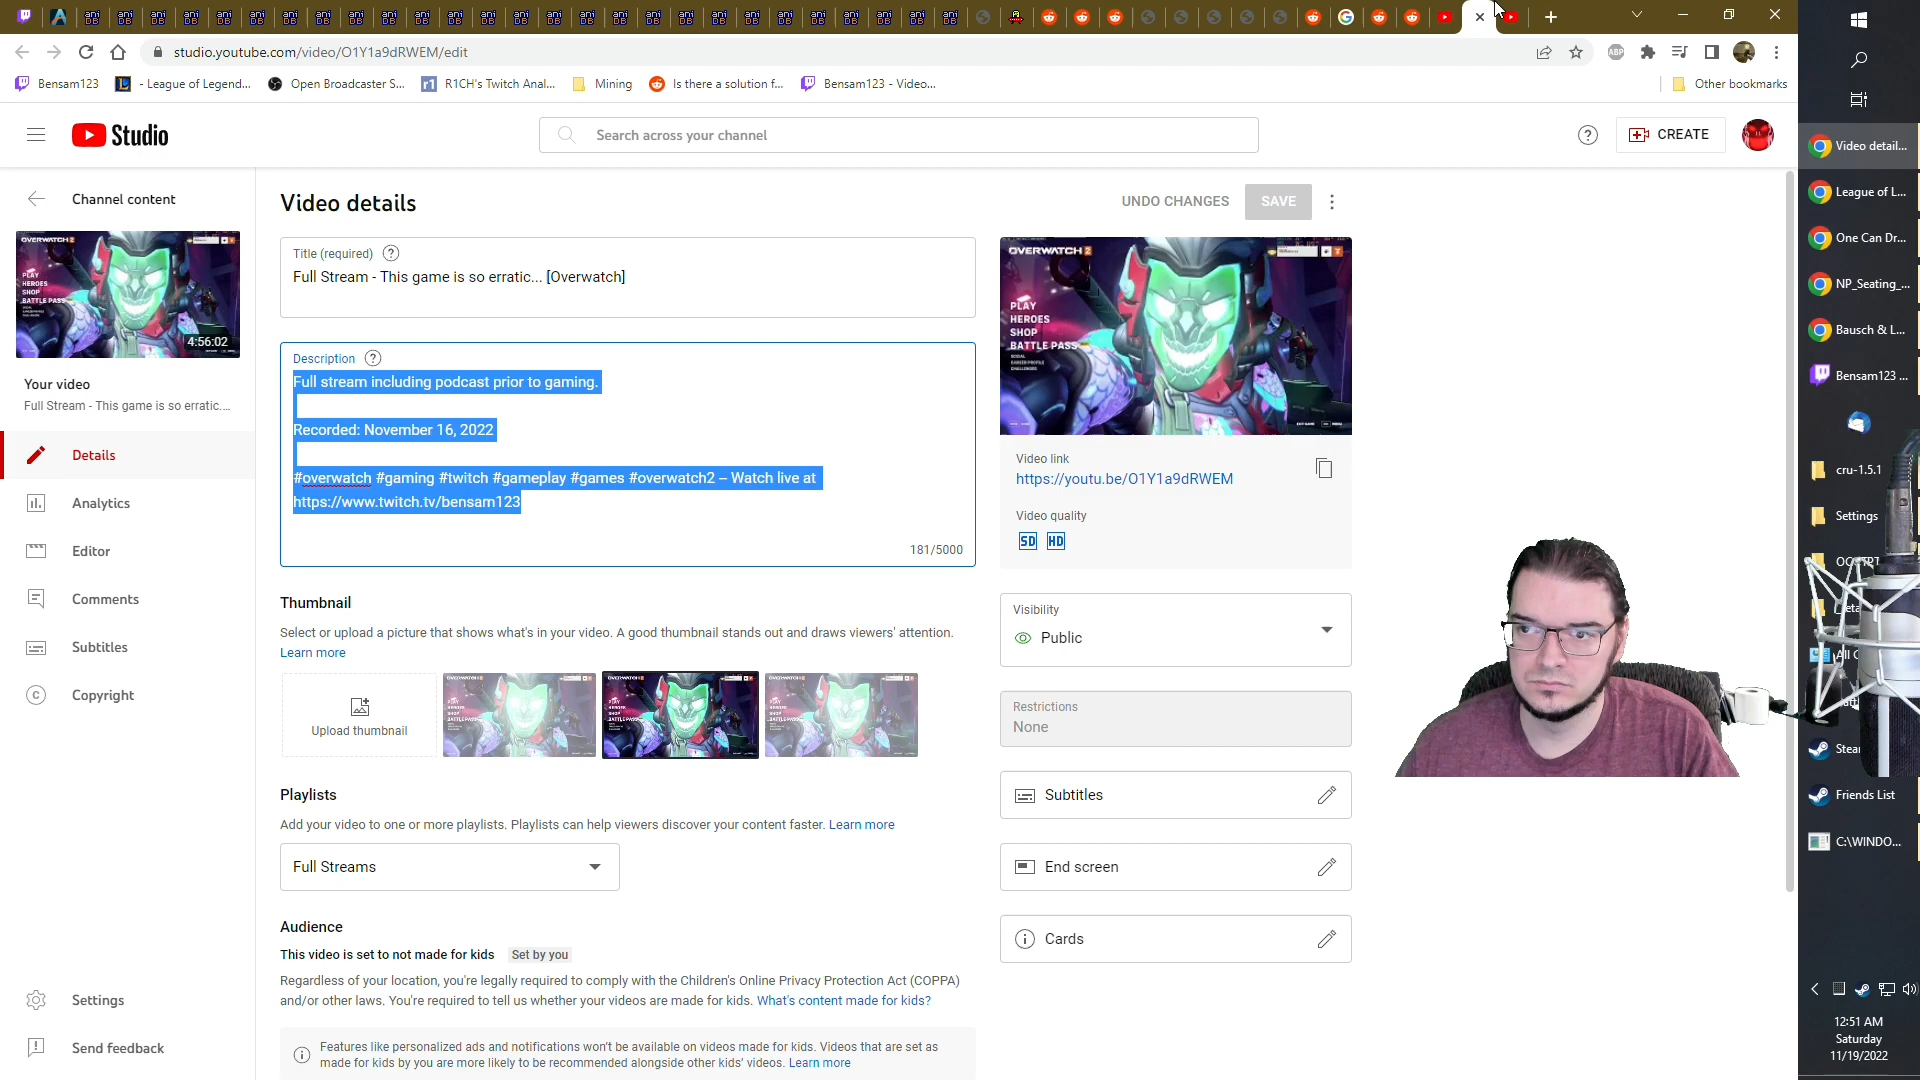 studio.youtube.com/video/O1Y1a9dRWEM/edit
Bensam123
- League of Legend...
Open Broadcaster S...
R1CH's Twitch Anal...
Mining
Is there a solution f...
Bensam123 - Video...
Other bookmarks
Studio
Search across your channel
CREATE
Channel content
4:56:02
Your video
Full Stream - This game is so erratic....
Details
Analytics
Editor
Comments
Subtitles
Copyright
Settings
Send feedback
Video details
UNDO CHANGES
SAVE
Title (required)
Full Stream - This game is so erratic... [Overwatch]
Description
Full stream including podcast prior to gaming.
Recorded: November 16, 2022
#overwatch #gaming #twitch #gameplay #games #overwatch2 – Watch live at
https://www.twitch.tv/bensam123
181/5000
Thumbnail
Select or upload a picture that shows what's in your video. A good thumbnail stands out and draws viewers' attention.
Learn more
Upload thumbnail
Playlists
Add your video to one or more playlists. Playlists can help viewers discover your content faster. Learn more
Full Streams
Audience
This video is set to not made for kids
Set by you
Regardless of your location, you're legally required to comply with the Children's Online Privacy Protection Act (COPPA)
and/or other laws. You're required to tell us whether your videos are made for kids. What's content made for kids?
Features like personalized ads and notifications won't be available on videos made for kids. Videos that are set as
made for kids by you are more likely to be recommended alongside other kids' videos. Learn more
OVERWATCH 2
PLAY
HEROES
SHOP
BATTLE PASS
Video link
https://youtu.be/O1Y1a9dRWEM
Video quality
SD HD
Visibility
Public
Restrictions
None
Subtitles
End screen
Cards
Video detail...
League of L...
One Can Dr...
NP_Seating_...
Bausch & L...
Bensam123 ...
cru-1.5.1
Settings
Friends List
C:\WINDO...
12:51 AM
Saturday
11/19/2022